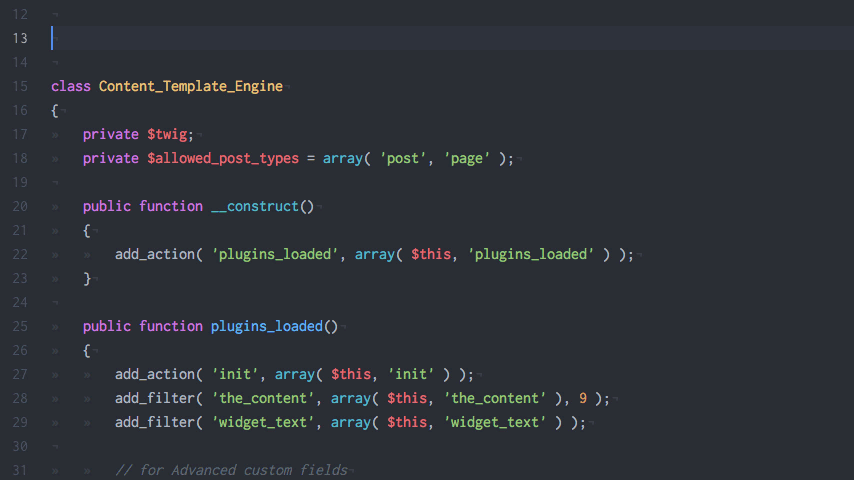 12
13
14
15 class Content_Template_Engine
16 {
17 » private $twig;
18 » private $allowed_post_types = array( 'post', 'page' );
19
20 » public function __construct()
21 » {
22 » » add_action( 'plugins_loaded', array( $this, 'plugins_loaded' ) );
23 » }
24
25 » public function plugins_loaded()
26 » {
27 » » add_action( 'init', array( $this, 'init' ) );
28 » » add_filter( 'the_content', array( $this, 'the_content' ), 9 );
29 » » add_filter( 'widget_text', array( $this, 'widget_text' ) );
30
31 » » // for Advanced custom fields